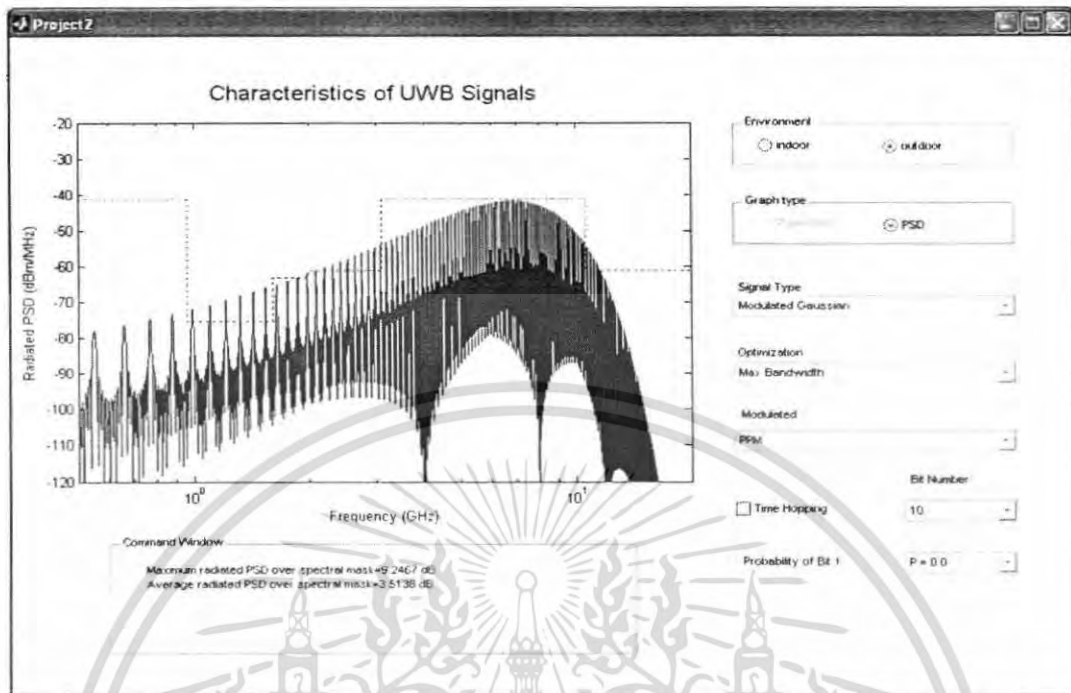 Project2
Characteristics of UWB Signals
-20
-30
-40
-50
-60
-70
-80
-90
-100
-110
-120
Radiated PSD (dBm/MHz)
10⁰
10¹
Frequency (GHz)
Command Window
Maximum radiated PSD over spectral mask=9.2467 dB
Average radiated PSD over spectral mask=3.5138 dB
Environment
indoor
outdoor
Graph type
PSD
Signal Type
Modulated Gaussian
Optimization
Max Bandwidth
Modulated
PPM
Bit Number
Time Hopping
10
Probability of Bit 1
P = 0.0